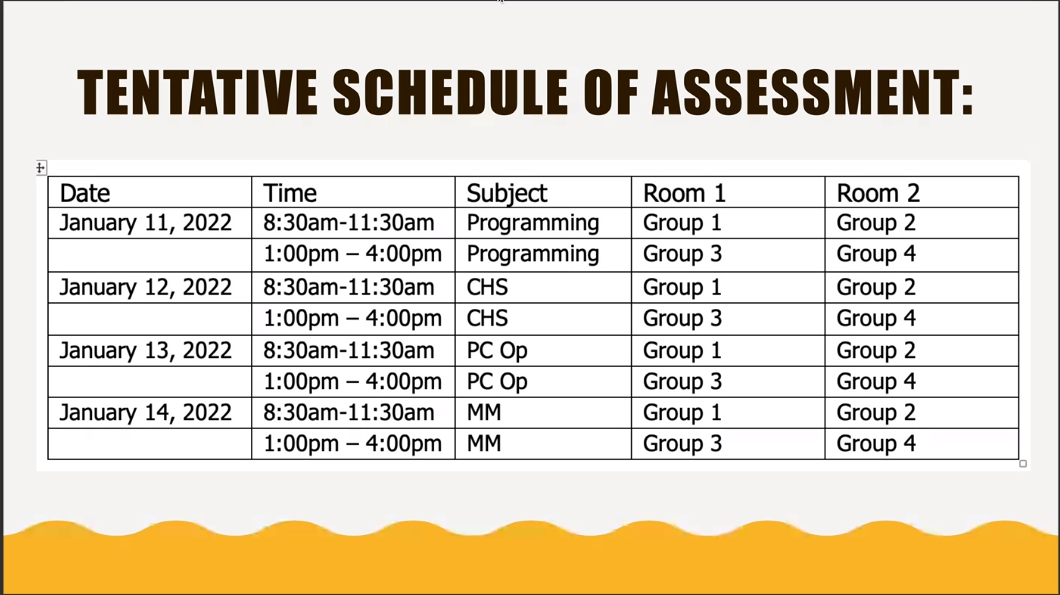 TENTATIVE SCHEDULE OF ASSESSMENT:
Date Time Subject Room 1 Room 2
January 11, 2022 8:30am-11:30am Programming Group 1 Group 2
1:00pm – 4:00pm Programming Group 3 Group 4
January 12, 2022 8:30am-11:30am CHS Group 1 Group 2
1:00pm – 4:00pm CHS Group 3 Group 4
January 13, 2022 8:30am-11:30am PC Op Group 1 Group 2
1:00pm – 4:00pm PC Op Group 3 Group 4
January 14, 2022 8:30am-11:30am MM Group 1 Group 2
1:00pm – 4:00pm MM Group 3 Group 4